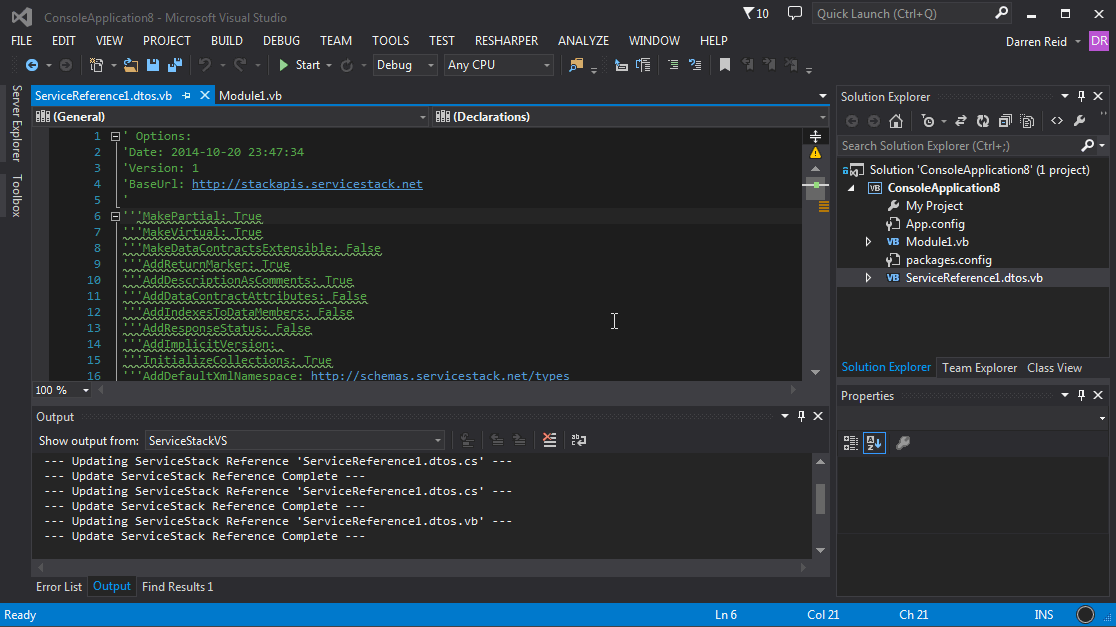 ConsoleApplication8 - Microsoft Visual Studio
10
Quick Launch (Ctrl+Q)
FILE EDIT VIEW PROJECT BUILD DEBUG TEAM TOOLS TEST RESHARPER ANALYZE WINDOW HELP
Darren Reid
DR
Start
Debug
Any CPU
Server Explorer
Toolbox
ServiceReference1.dtos.vb
Module1.vb
(General)
(Declarations)
1 ' Options:
2 'Date: 2014-10-20 23:47:34
3 'Version: 1
4 'BaseUrl: http://stackapis.servicestack.net
5 '
6 '''MakePartial: True
7 '''MakeVirtual: True
8 '''MakeDataContractsExtensible: False
9 '''AddReturnMarker: True
10 '''AddDescriptionAsComments: True
11 '''AddDataContractAttributes: False
12 '''AddIndexesToDataMembers: False
13 '''AddResponseStatus: False
14 '''AddImplicitVersion:
15 '''InitializeCollections: True
16 '''AddDefaultXmlNamespace: http://schemas.servicestack.net/types
100 %
Output
Show output from: ServiceStackVS
--- Updating ServiceStack Reference 'ServiceReference1.dtos.cs' ---
--- Update ServiceStack Reference Complete ---
--- Updating ServiceStack Reference 'ServiceReference1.dtos.cs' ---
--- Update ServiceStack Reference Complete ---
--- Updating ServiceStack Reference 'ServiceReference1.dtos.vb' ---
--- Update ServiceStack Reference Complete ---
Error List Output Find Results 1
Solution Explorer
Search Solution Explorer (Ctrl+;)
Solution 'ConsoleApplication8' (1 project)
VB ConsoleApplication8
My Project
App.config
VB Module1.vb
packages.config
VB ServiceReference1.dtos.vb
Solution Explorer Team Explorer Class View
Properties
Ready
Ln 6
Col 21
Ch 21
INS